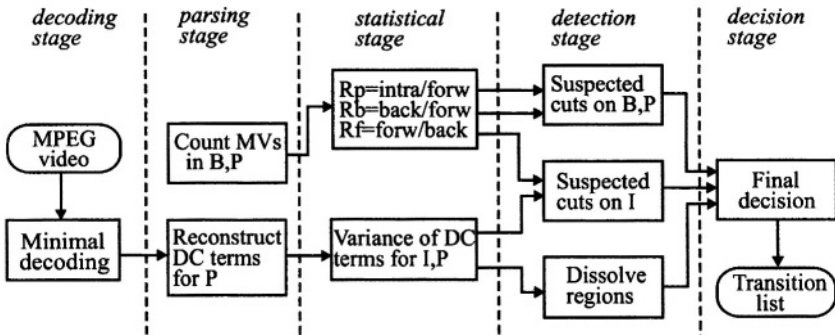 decoding
stage
parsing
stage
statistical
stage
detection
stage
decision
stage
MPEG
video
Minimal
decoding
Count MVs
in B,P
Reconstruct
DC terms
for P
Rp=intra/forw
Rb=back/forw
Rf=forw/back
Variance of DC
terms for I,P
Suspected
cuts on B,P
Suspected
cuts on I
Dissolve
regions
Final
decision
Transition
list